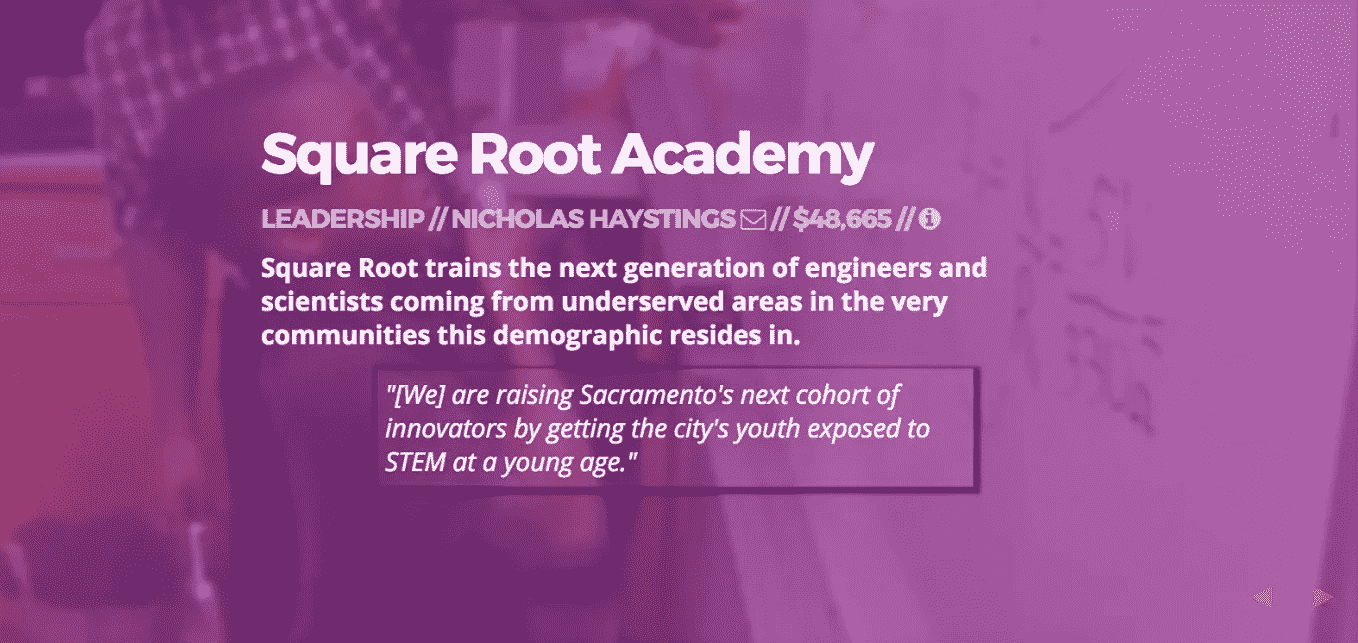 Square Root Academy
LEADERSHIP // NICHOLAS HAYSTINGS // $48,665 //
Square Root trains the next generation of engineers and
scientists coming from underserved areas in the very
communities this demographic resides in.
"[We] are raising Sacramento's next cohort of
innovators by getting the city's youth exposed to
STEM at a young age."